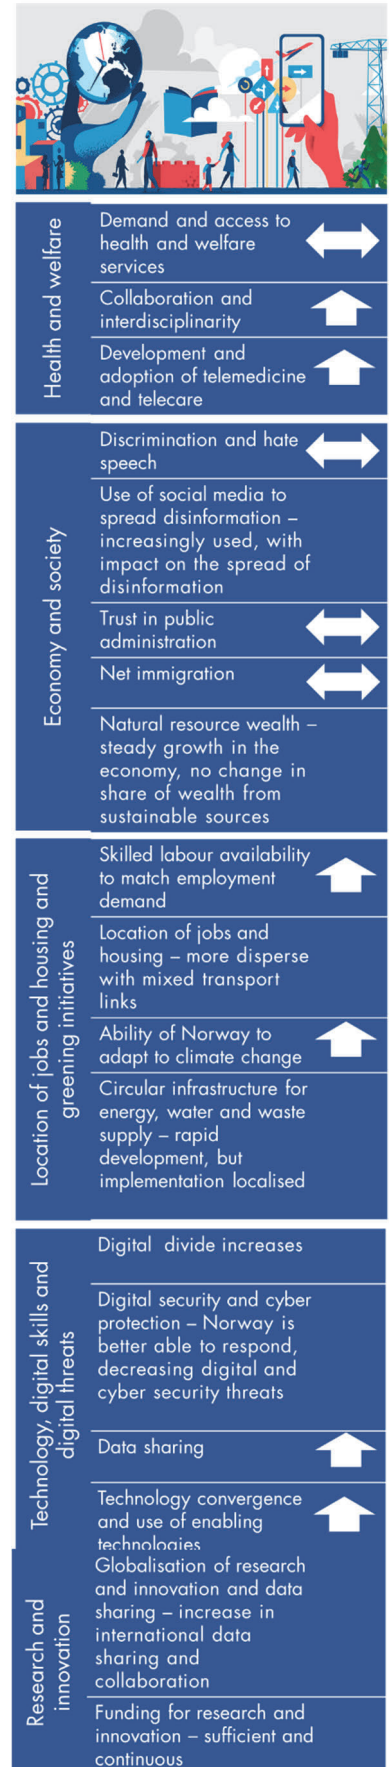 Health and welfare
Demand and access to
health and welfare
services
Collaboration and
interdisciplinarity
Development and
adoption of telemedicine
and telecare
Economy and society
Discrimination and hate
speech
Use of social media to
spread disinformation –
increasingly used, with
impact on the spread of
disinformation
Trust in public
administration
Net immigration
Natural resource wealth –
steady growth in the
economy, no change in
share of wealth from
sustainable sources
Location of jobs and housing and
greening initiatives
Skilled labour availability
to match employment
demand
Location of jobs and
housing – more disperse
with mixed transport
links
Ability of Norway to
adapt to climate change
Circular infrastructure for
energy, water and waste
supply – rapid
development, but
implementation localised
Technology, digital skills and
digital threats
Digital divide increases
Digital security and cyber
protection – Norway is
better able to respond,
decreasing digital and
cyber security threats
Data sharing
Technology convergence
and use of enabling
technologies
Research and
innovation
Globalisation of research
and innovation and data
sharing – increase in
international data
sharing and
collaboration
Funding for research and
innovation – sufficient and
continuous